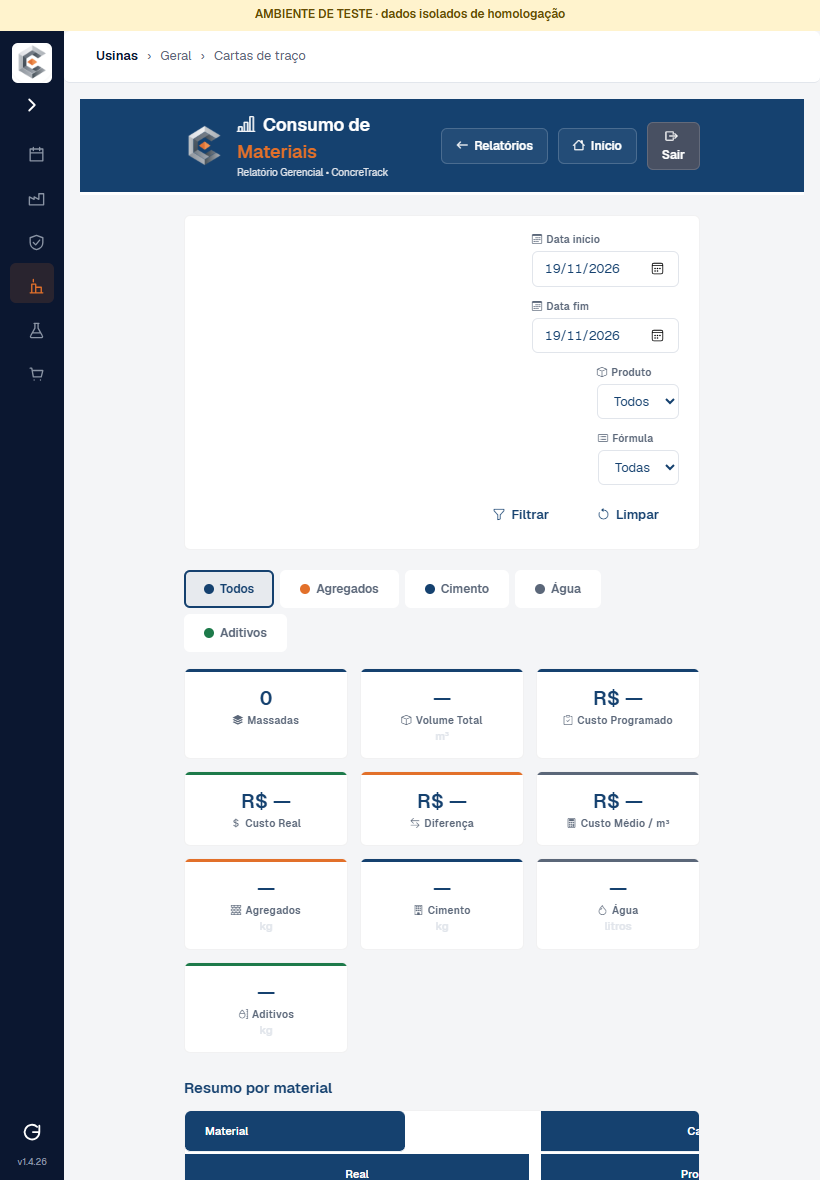 AMBIENTE DE TESTE · dados isolados de homologação
Usinas › Geral › Cartas de traço
Consumo de
Materiais
Relatório Gerencial • ConcreTrack
Relatórios
Início
Sair
Data início
19/11/2026
Data fim
19/11/2026
Produto
Todos
Fórmula
Todas
Filtrar
Limpar
Todos
Agregados
Cimento
Água
Aditivos
0
Massadas
—
Volume Total
m³
R$ —
Custo Programado
R$ —
$ Custo Real
R$ —
Diferença
R$ —
Custo Médio / m³
—
Agregados
kg
—
Cimento
kg
—
Água
litros
—
Aditivos
kg
Resumo por material
Material
Ca
Real
Pro
v1.4.26